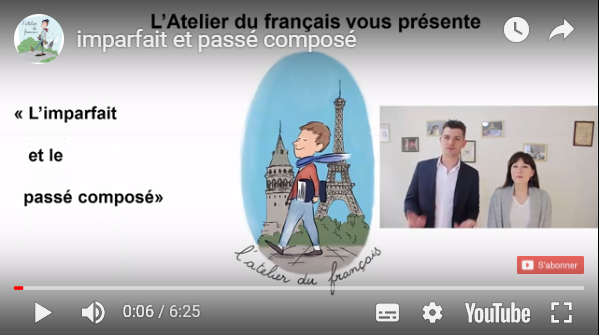 L'Atelier du français vous présente
imparfait et passé composé
« L'imparfait
et le
passé composé»
l'atelier du français
S'abonner
0:06 / 6:25
YouTube